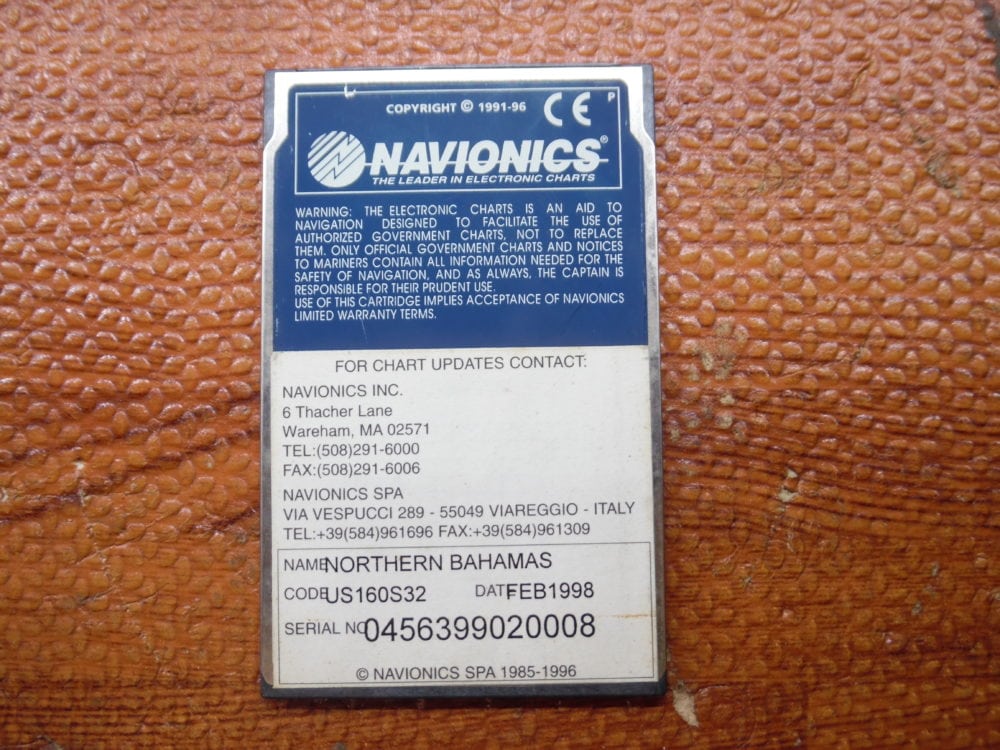 COPYRIGHT © 1991-96 CE P
NAVIONICS®
THE LEADER IN ELECTRONIC CHARTS
WARNING: THE ELECTRONIC CHARTS IS AN AID TO
NAVIGATION DESIGNED TO FACILITATE THE USE OF
AUTHORIZED GOVERNMENT CHARTS, NOT TO REPLACE
THEM. ONLY OFFICIAL GOVERNMENT CHARTS AND NOTICES
TO MARINERS CONTAIN ALL INFORMATION NEEDED FOR THE
SAFETY OF NAVIGATION, AND AS ALWAYS, THE CAPTAIN IS
RESPONSIBLE FOR THEIR PRUDENT USE.
USE OF THIS CARTRIDGE IMPLIES ACCEPTANCE OF NAVIONICS
LIMITED WARRANTY TERMS.
FOR CHART UPDATES CONTACT:
NAVIONICS INC.
6 Thacher Lane
Wareham, MA 02571
TEL:(508)291-6000
FAX:(508)291-6006
NAVIONICS SPA
VIA VESPUCCI 289 - 55049 VIAREGGIO - ITALY
TEL:+39(584)961696 FAX:+39(584)961309
NAME NORTHERN BAHAMAS
CODE US160S32 DATE FEB1998
SERIAL NO 0456399020008
© NAVIONICS SPA 1985-1996